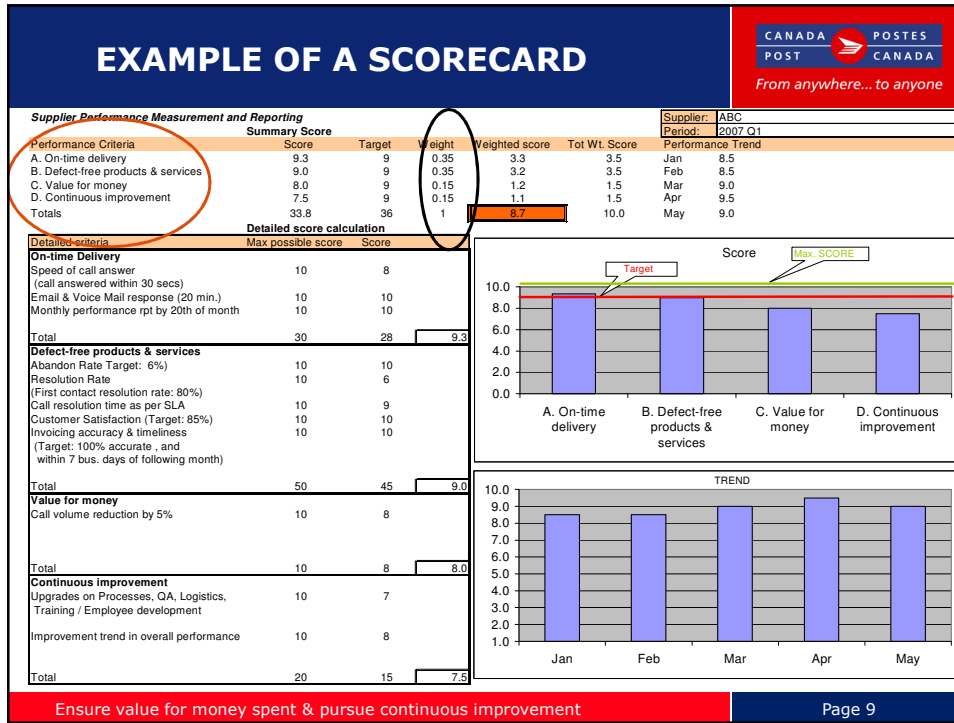 EXAMPLE OF A SCORECARD
CANADA POSTES
POST CANADA
From anywhere... to anyone
Supplier Performance Measurement and Reporting
Supplier: ABC
Summary Score
Period: 2007 Q1
Performance Criteria Score Target Weight Weighted score Tot Wt. Score Performance Trend
A. On-time delivery 9.3 9 0.35 3.3 3.5 Jan 8.5
B. Defect-free products & services 9.0 9 0.35 3.2 3.5 Feb 8.5
C. Value for money 8.0 9 0.15 1.2 1.5 Mar 9.0
D. Continuous improvement 7.5 9 0.15 1.1 1.5 Apr 9.5
Totals 33.8 36 1 8.7 10.0 May 9.0
Detailed score calculation
Detailed criteria Max possible score Score
On-time Delivery
Speed of call answer 10 8
(call answered within 30 secs)
Email & Voice Mail response (20 min.) 10 10
Monthly performance rpt by 20th of month 10 10
Total 30 28 9.3
Defect-free products & services
Abandon Rate Target: 6%) 10 10
Resolution Rate 10 6
(First contact resolution rate: 80%)
Call resolution time as per SLA 10 9
Customer Satisfaction (Target: 85%) 10 10
Invoicing accuracy & timeliness 10 10
(Target: 100% accurate , and
within 7 bus. days of following month)
Total 50 45 9.0
Value for money
Call volume reduction by 5% 10 8
Total 10 8 8.0
Continuous improvement
Upgrades on Processes, QA, Logistics, 10 7
Training / Employee development
Improvement trend in overall performance 10 8
Total 20 15 7.5
Score
Max. SCORE
Target
10.0
8.0
6.0
4.0
2.0
0.0
A. On-time delivery
B. Defect-free products & services
C. Value for money
D. Continuous improvement
TREND
10.0
9.0
8.0
7.0
6.0
5.0
4.0
3.0
2.0
1.0
Jan Feb Mar Apr May
Ensure value for money spent & pursue continuous improvement
Page 9